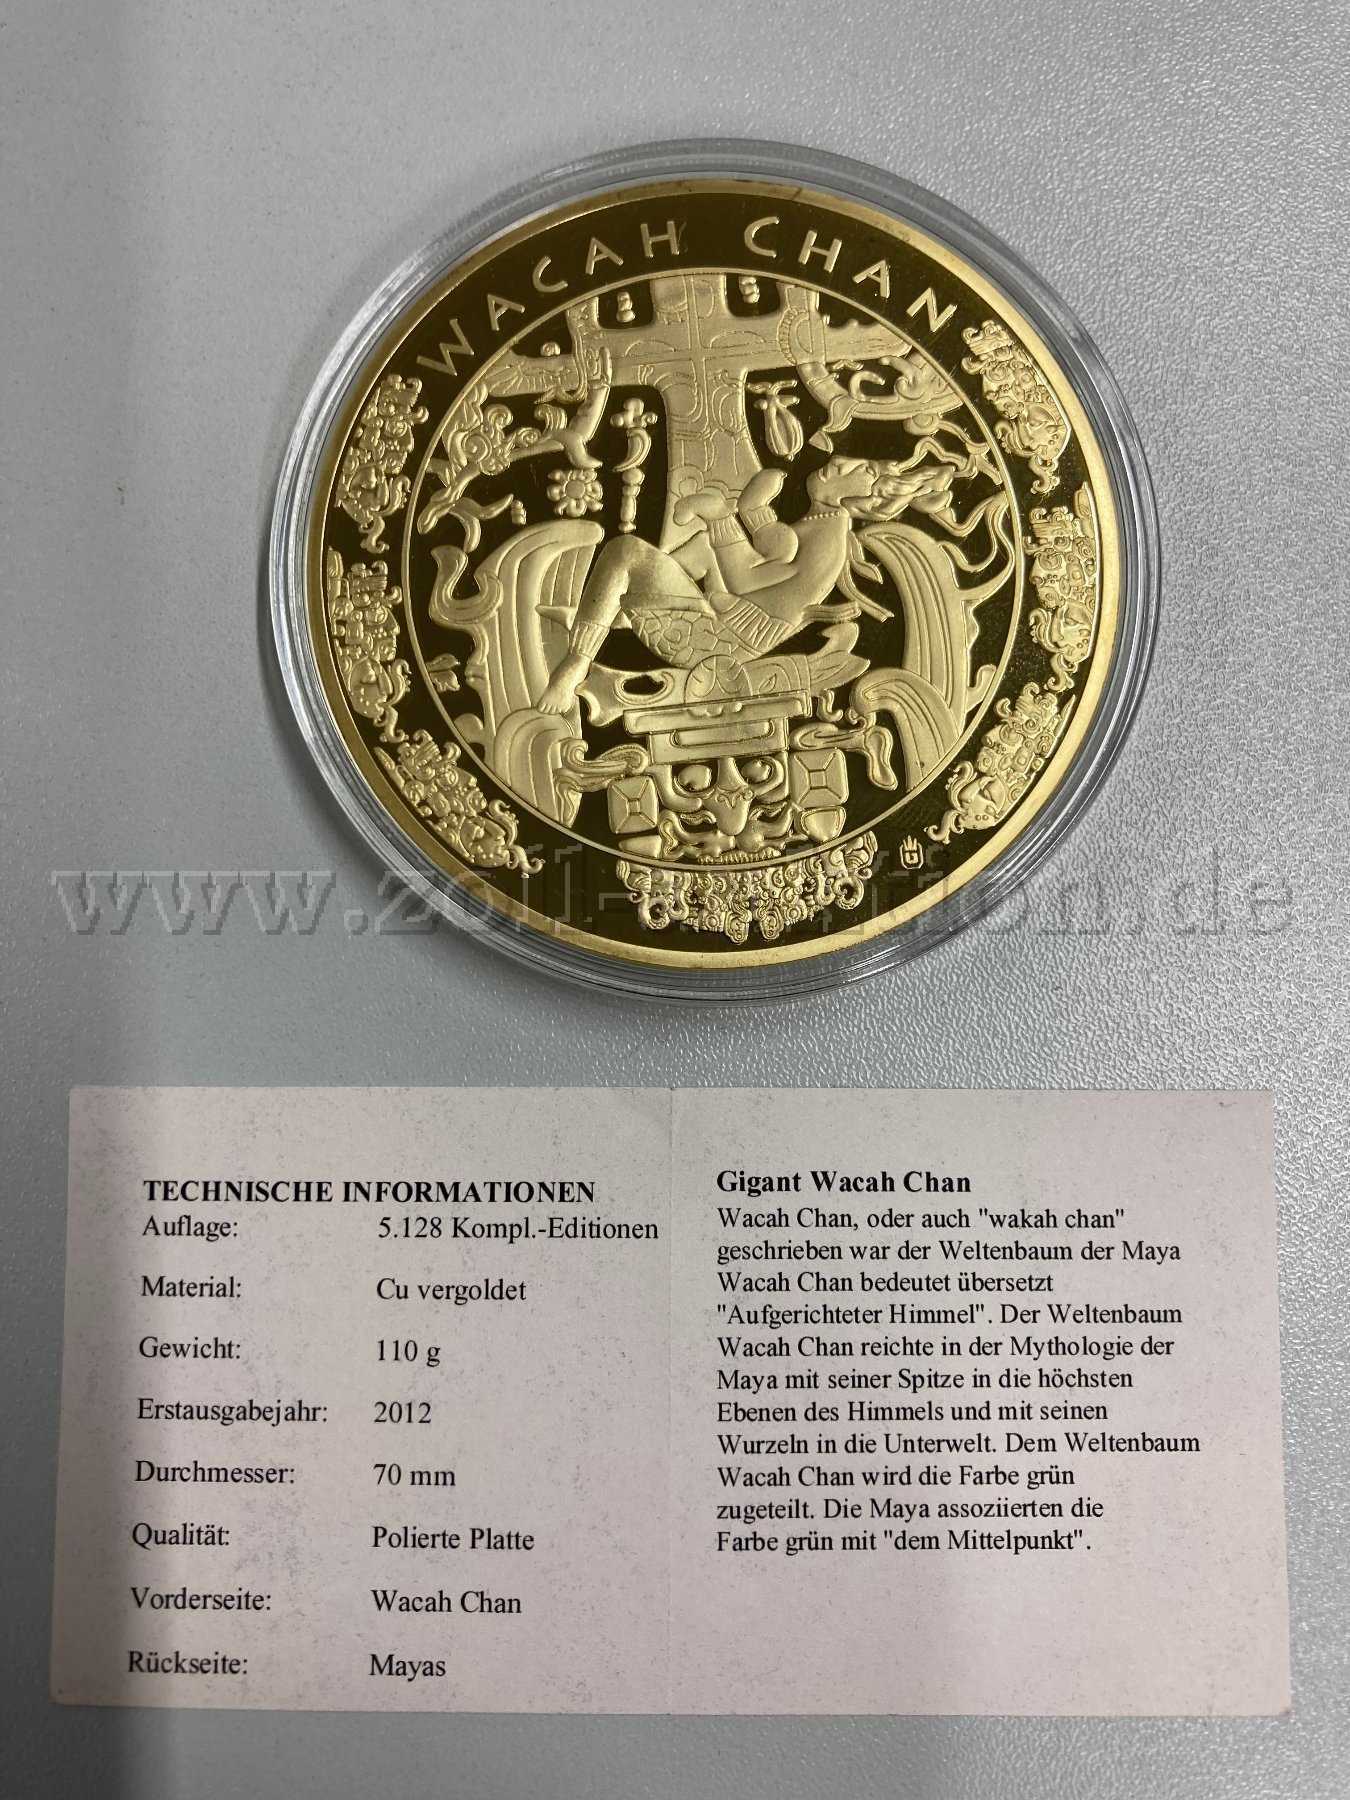 WACAH CHAN
www.zoll-auktion.de
TECHNISCHE INFORMATIONEN
Auflage: 5.128 Kompl.-Editionen
Material: Cu vergoldet
Gewicht: 110 g
Erstausgabejahr: 2012
Durchmesser: 70 mm
Qualität: Polierte Platte
Vorderseite: Wacah Chan
Rückseite: Mayas
Gigant Wacah Chan
Wacah Chan, oder auch "wakah chan"
geschrieben war der Weltenbaum der Maya
Wacah Chan bedeutet übersetzt
"Aufgerichteter Himmel". Der Weltenbaum
Wacah Chan reichte in der Mythologie der
Maya mit seiner Spitze in die höchsten
Ebenen des Himmels und mit seinen
Wurzeln in die Unterwelt. Dem Weltenbaum
Wacah Chan wird die Farbe grün
zugeteilt. Die Maya assoziierten die
Farbe grün mit "dem Mittelpunkt".